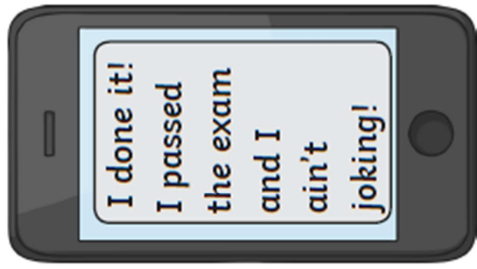 I done it!
I passed
the exam
and I
ain't
joking!